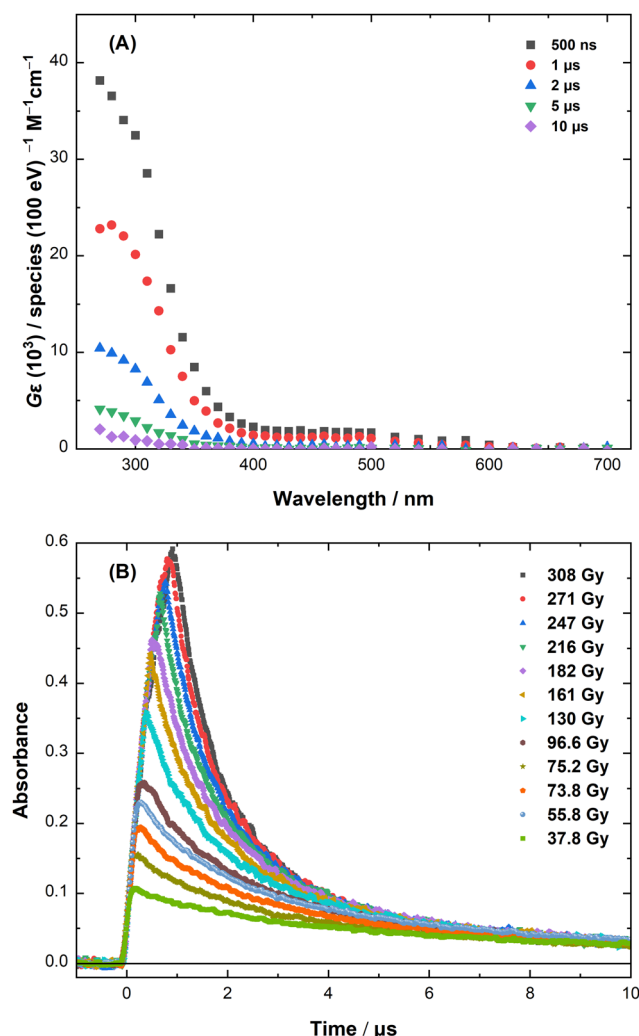 (A)
500 ns
1 µs
2 µs
5 µs
10 µs
Gε (10³) / species (100 eV) ⁻¹ M⁻¹cm⁻¹
40
30
20
10
0
300 400 500 600 700
Wavelength / nm
(B)
308 Gy
271 Gy
247 Gy
216 Gy
182 Gy
161 Gy
130 Gy
96.6 Gy
75.2 Gy
73.8 Gy
55.8 Gy
37.8 Gy
Absorbance
0.6
0.5
0.4
0.3
0.2
0.1
0.0
0 2 4 6 8 10
Time / µs